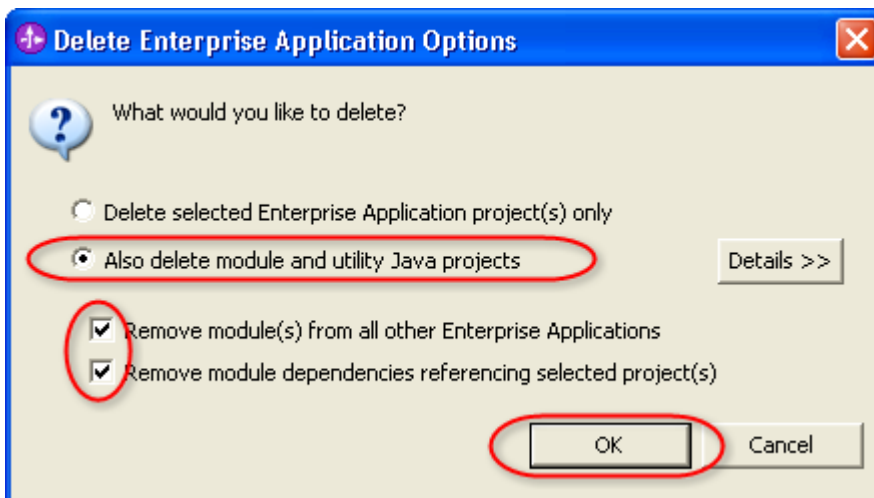 Delete Enterprise Application Options
What would you like to delete?
Delete selected Enterprise Application project(s) only
Also delete module and utility Java projects
Details >>
Remove module(s) from all other Enterprise Applications
Remove module dependencies referencing selected project(s)
OK
Cancel